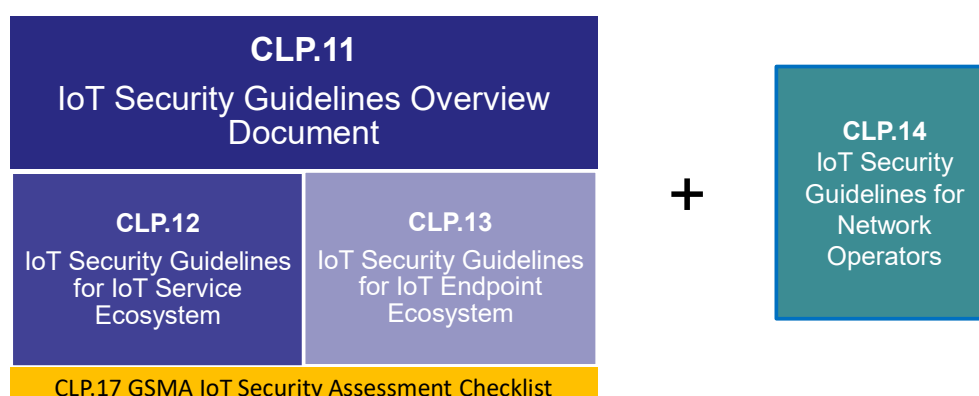 CLP.11
IoT Security Guidelines Overview
Document
CLP.12
IoT Security Guidelines
for IoT Service
Ecosystem
CLP.13
IoT Security Guidelines
for IoT Endpoint
Ecosystem
CLP.17 GSMA IoT Security Assessment Checklist
+
CLP.14
IoT Security
Guidelines for
Network
Operators